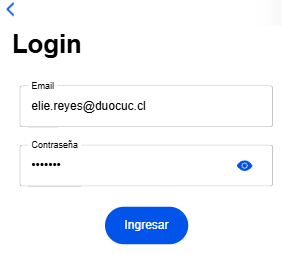 Login
Email
elie.reyes@duocuc.cl
Contraseña
•••••••
Ingresar